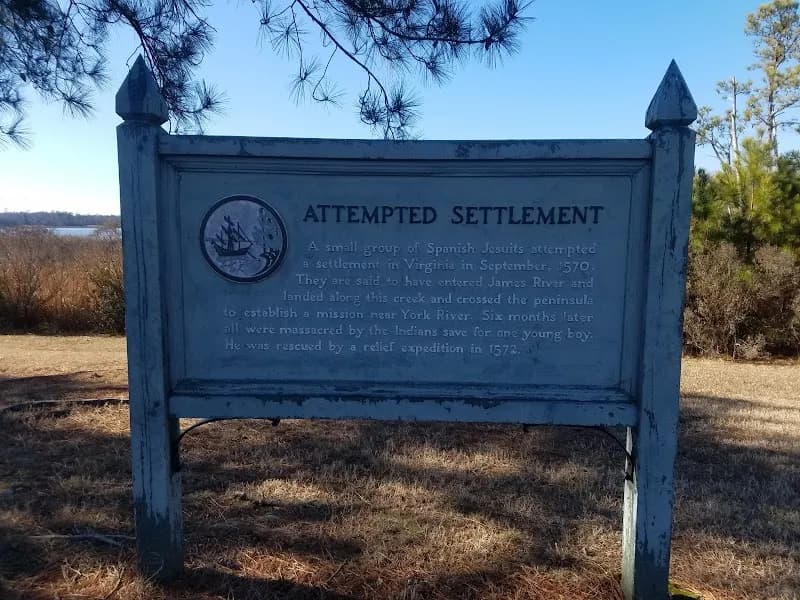 ATTEMPTED SETTLEMENT
A small group of Spanish Jesuits attempted
a settlement in Virginia in September, 1570.
They are said to have entered James River and
landed along this creek and crossed the peninsula
to establish a mission near York River. Six months later
all were massacred by the Indians save for one young boy.
He was rescued by a relief expedition in 1572.